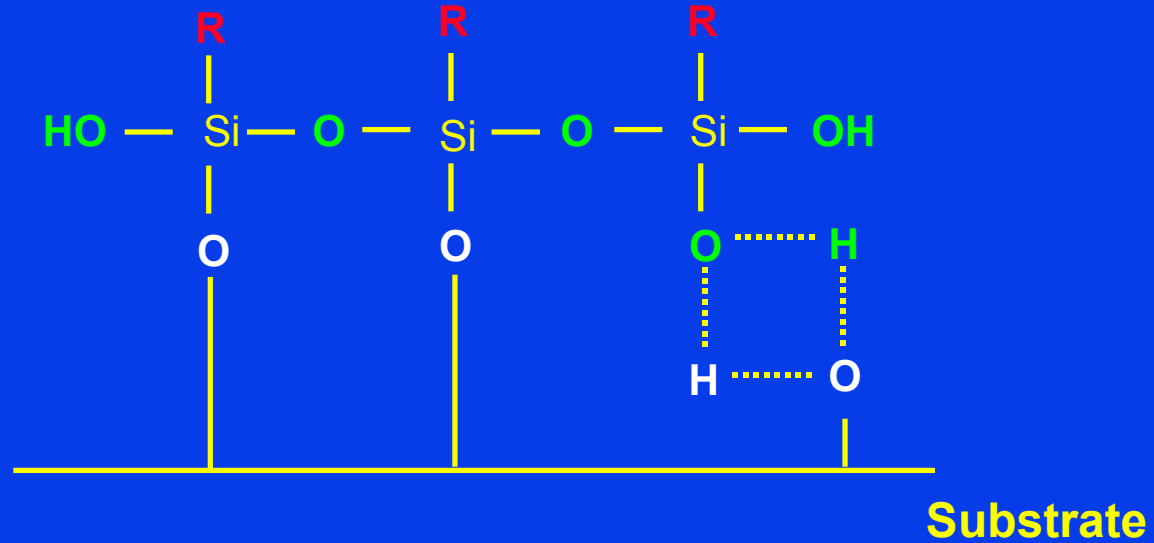 R R R
HO Si O Si O Si OH
O O O H
H O
Substrate